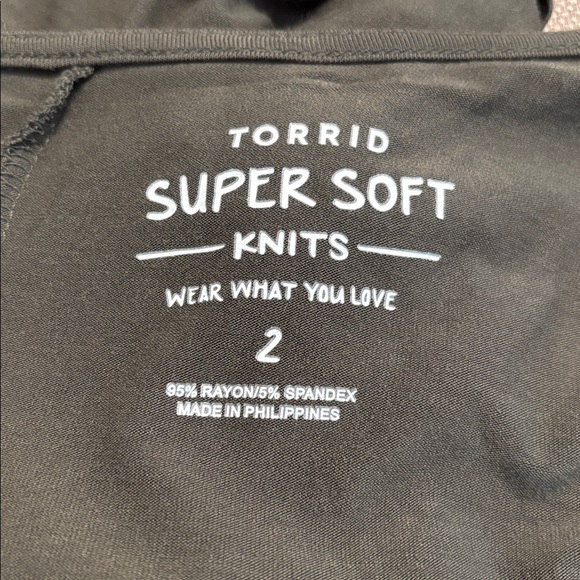 TORRID
SUPER SOFT
KNITS
WEAR WHAT YOU LOVE
2
95% RAYON/5% SPANDEX
MADE IN PHILIPPINES